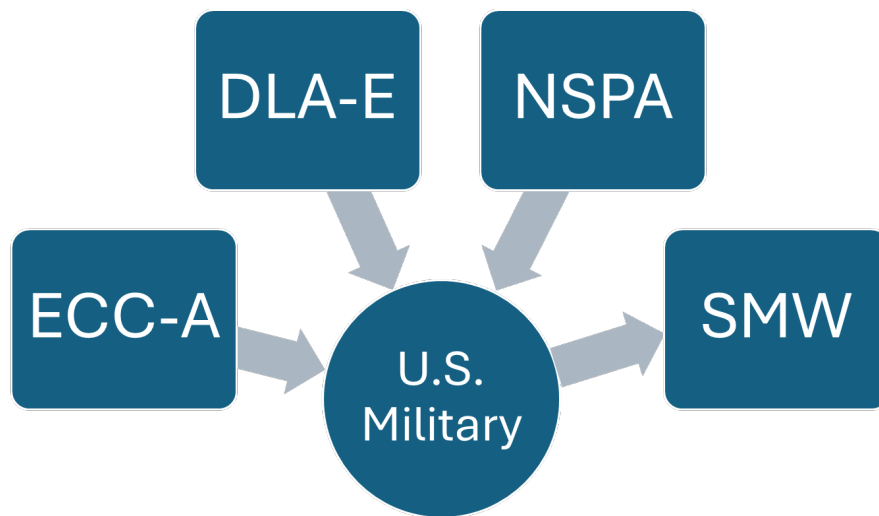 DLA-E
NSPA
ECC-A
SMW
U.S.
Military